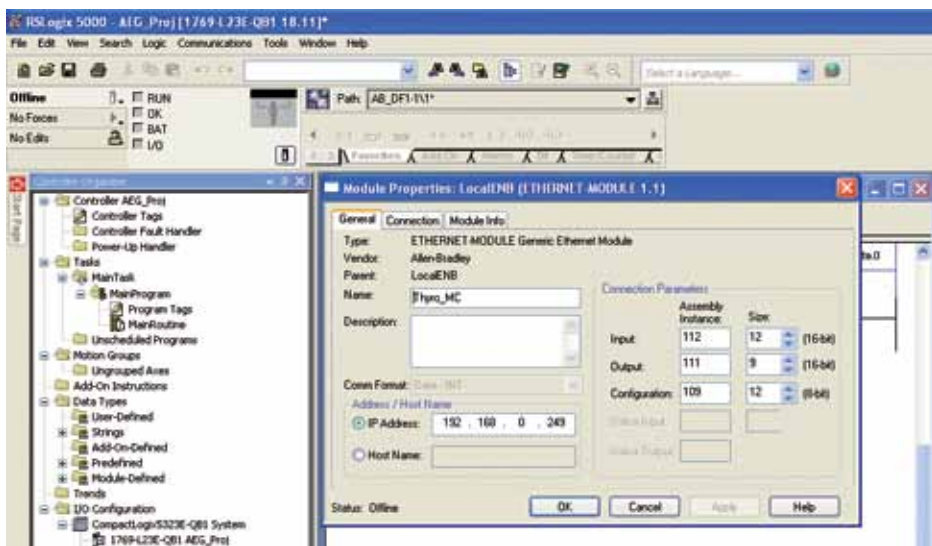 RSLogix 5000 - AEG_Proj [1769-L23E-QB1 18.11]*
File Edit View Search Logic Communications Tools Window Help
Select a Language...
Offline
RUN
No Forces
OK
No Edits
BAT
I/O
Path: AB_DF1-1\1*
Favorites
Controller Organizer
Start Page
Controller AEG_Proj
Controller Tags
Controller Fault Handler
Power-Up Handler
Tasks
MainTask
MainProgram
Program Tags
MainRoutine
Unscheduled Programs
Motion Groups
Ungrouped Axes
Add-On Instructions
Data Types
User-Defined
Strings
Add-On-Defined
Predefined
Module-Defined
Trends
I/O Configuration
CompactLogix5323E-QB1 System
1769-L23E-QB1 AEG_Proj
Module Properties: LocalENB (ETHERNET-MODULE 1.1)
General Connection Module Info
Type: ETHERNET-MODULE Generic Ethernet Module
Vendor: Allen-Bradley
Parent: LocalENB
Name: Thyro_MC
Description:
Comm Format: Data - INT
Address / Host Name
IP Address: 192 . 168 . 0 . 249
Host Name:
Connection Parameters
Assembly Instance: Size:
Input: 112 12 (16-bit)
Output: 111 9 (16-bit)
Configuration: 109 12 (8-bit)
Status Input:
Status Output:
Status: Offline
OK Cancel Apply Help